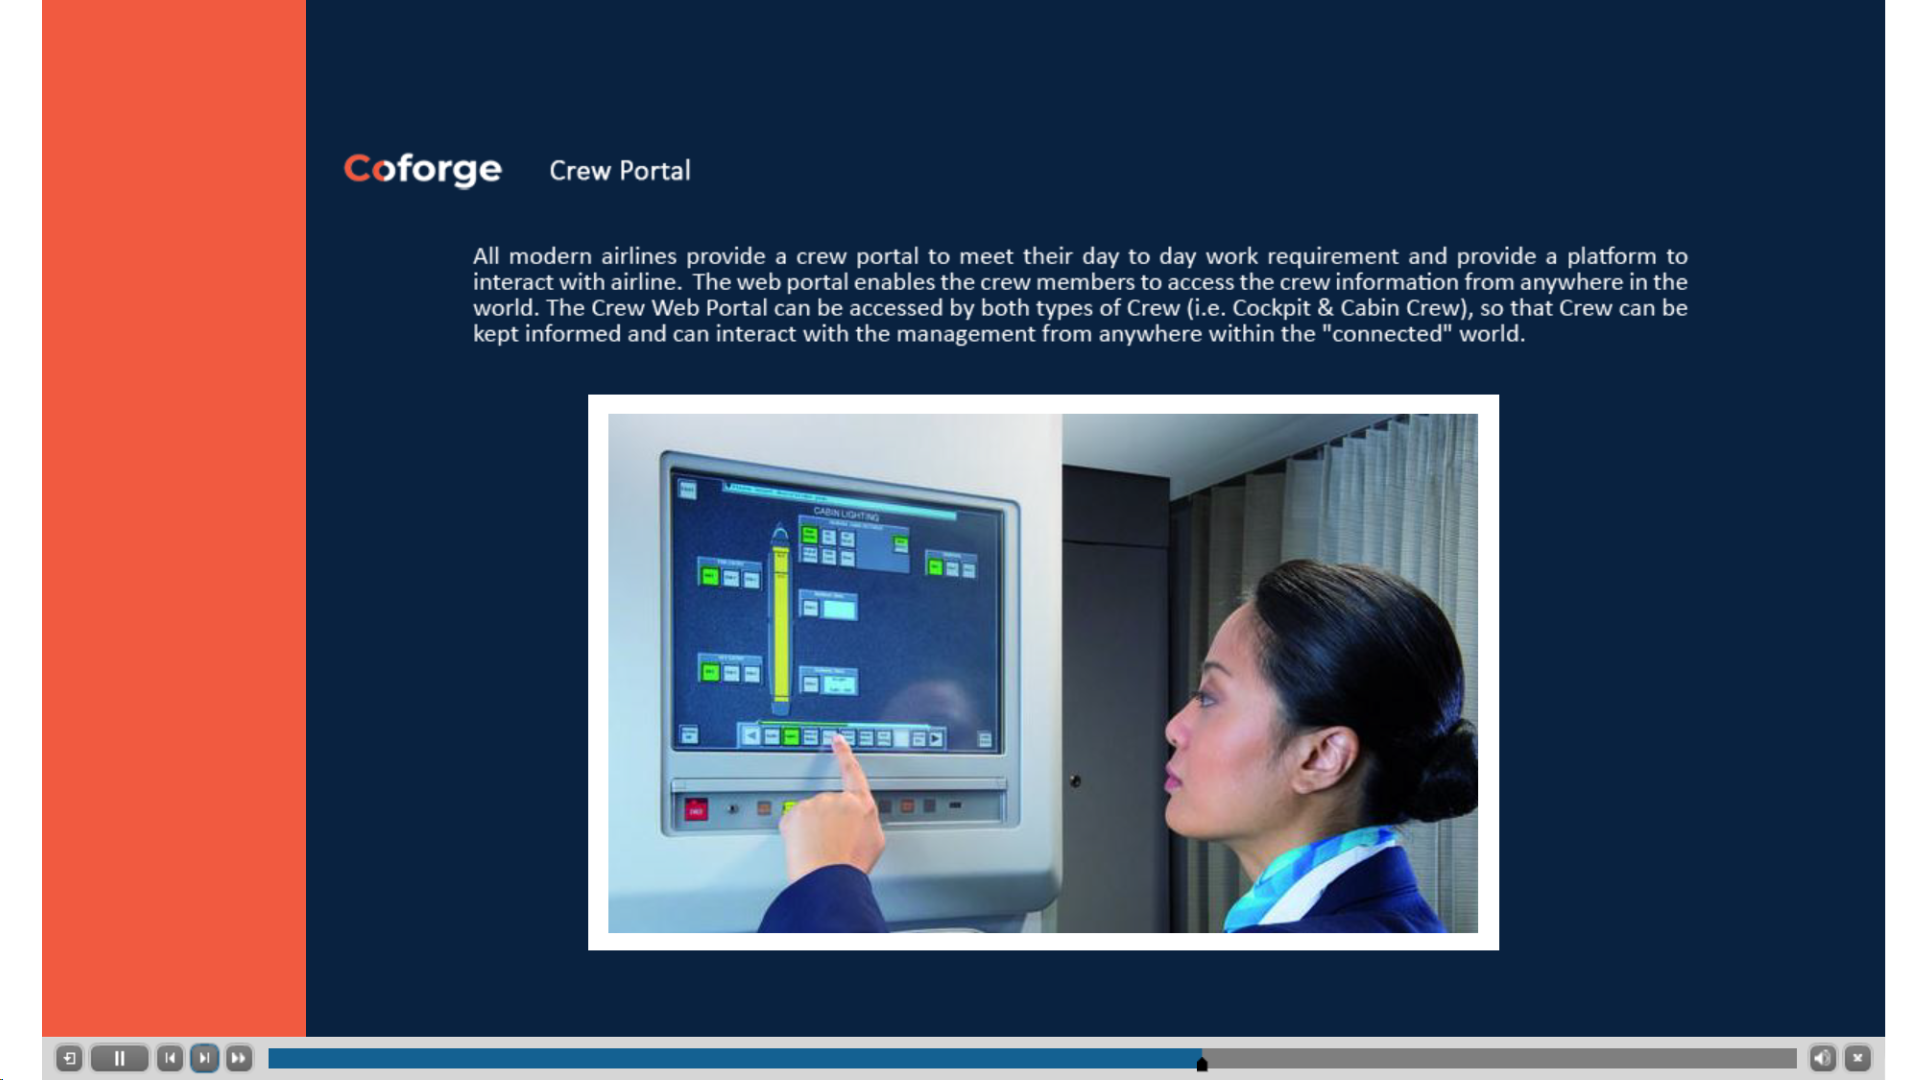 Coforge Crew Portal
All modern airlines provide a crew portal to meet their day to day work requirement and provide a platform to
interact with airline. The web portal enables the crew members to access the crew information from anywhere in the
world. The Crew Web Portal can be accessed by both types of Crew (i.e. Cockpit & Cabin Crew), so that Crew can be
kept informed and can interact with the management from anywhere within the "connected" world.
CABIN LIGHTING